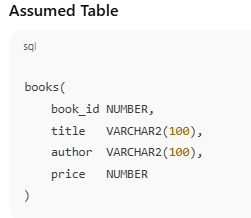 Assumed Table
sql
books(
    book_id NUMBER,
    title   VARCHAR2(100),
    author  VARCHAR2(100),
    price   NUMBER
)